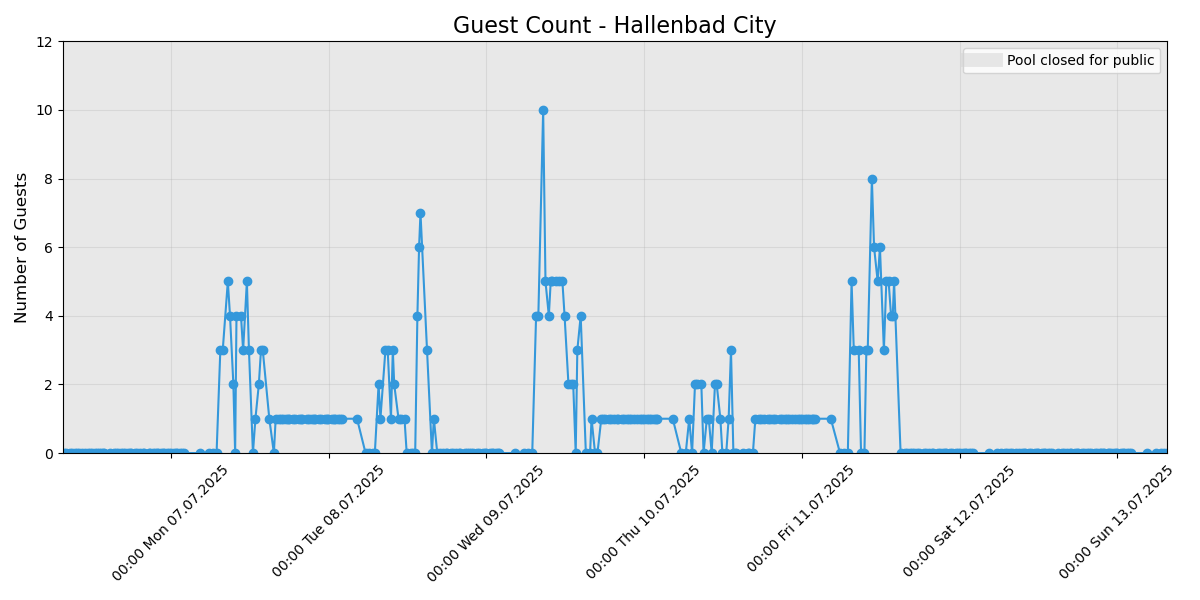 Guest Count - Hallenbad City
Pool closed for public
Number of Guests
12
10
8
6
4
2
0
00:00 Mon 07.07.2025
00:00 Tue 08.07.2025
00:00 Wed 09.07.2025
00:00 Thu 10.07.2025
00:00 Fri 11.07.2025
00:00 Sat 12.07.2025
00:00 Sun 13.07.2025